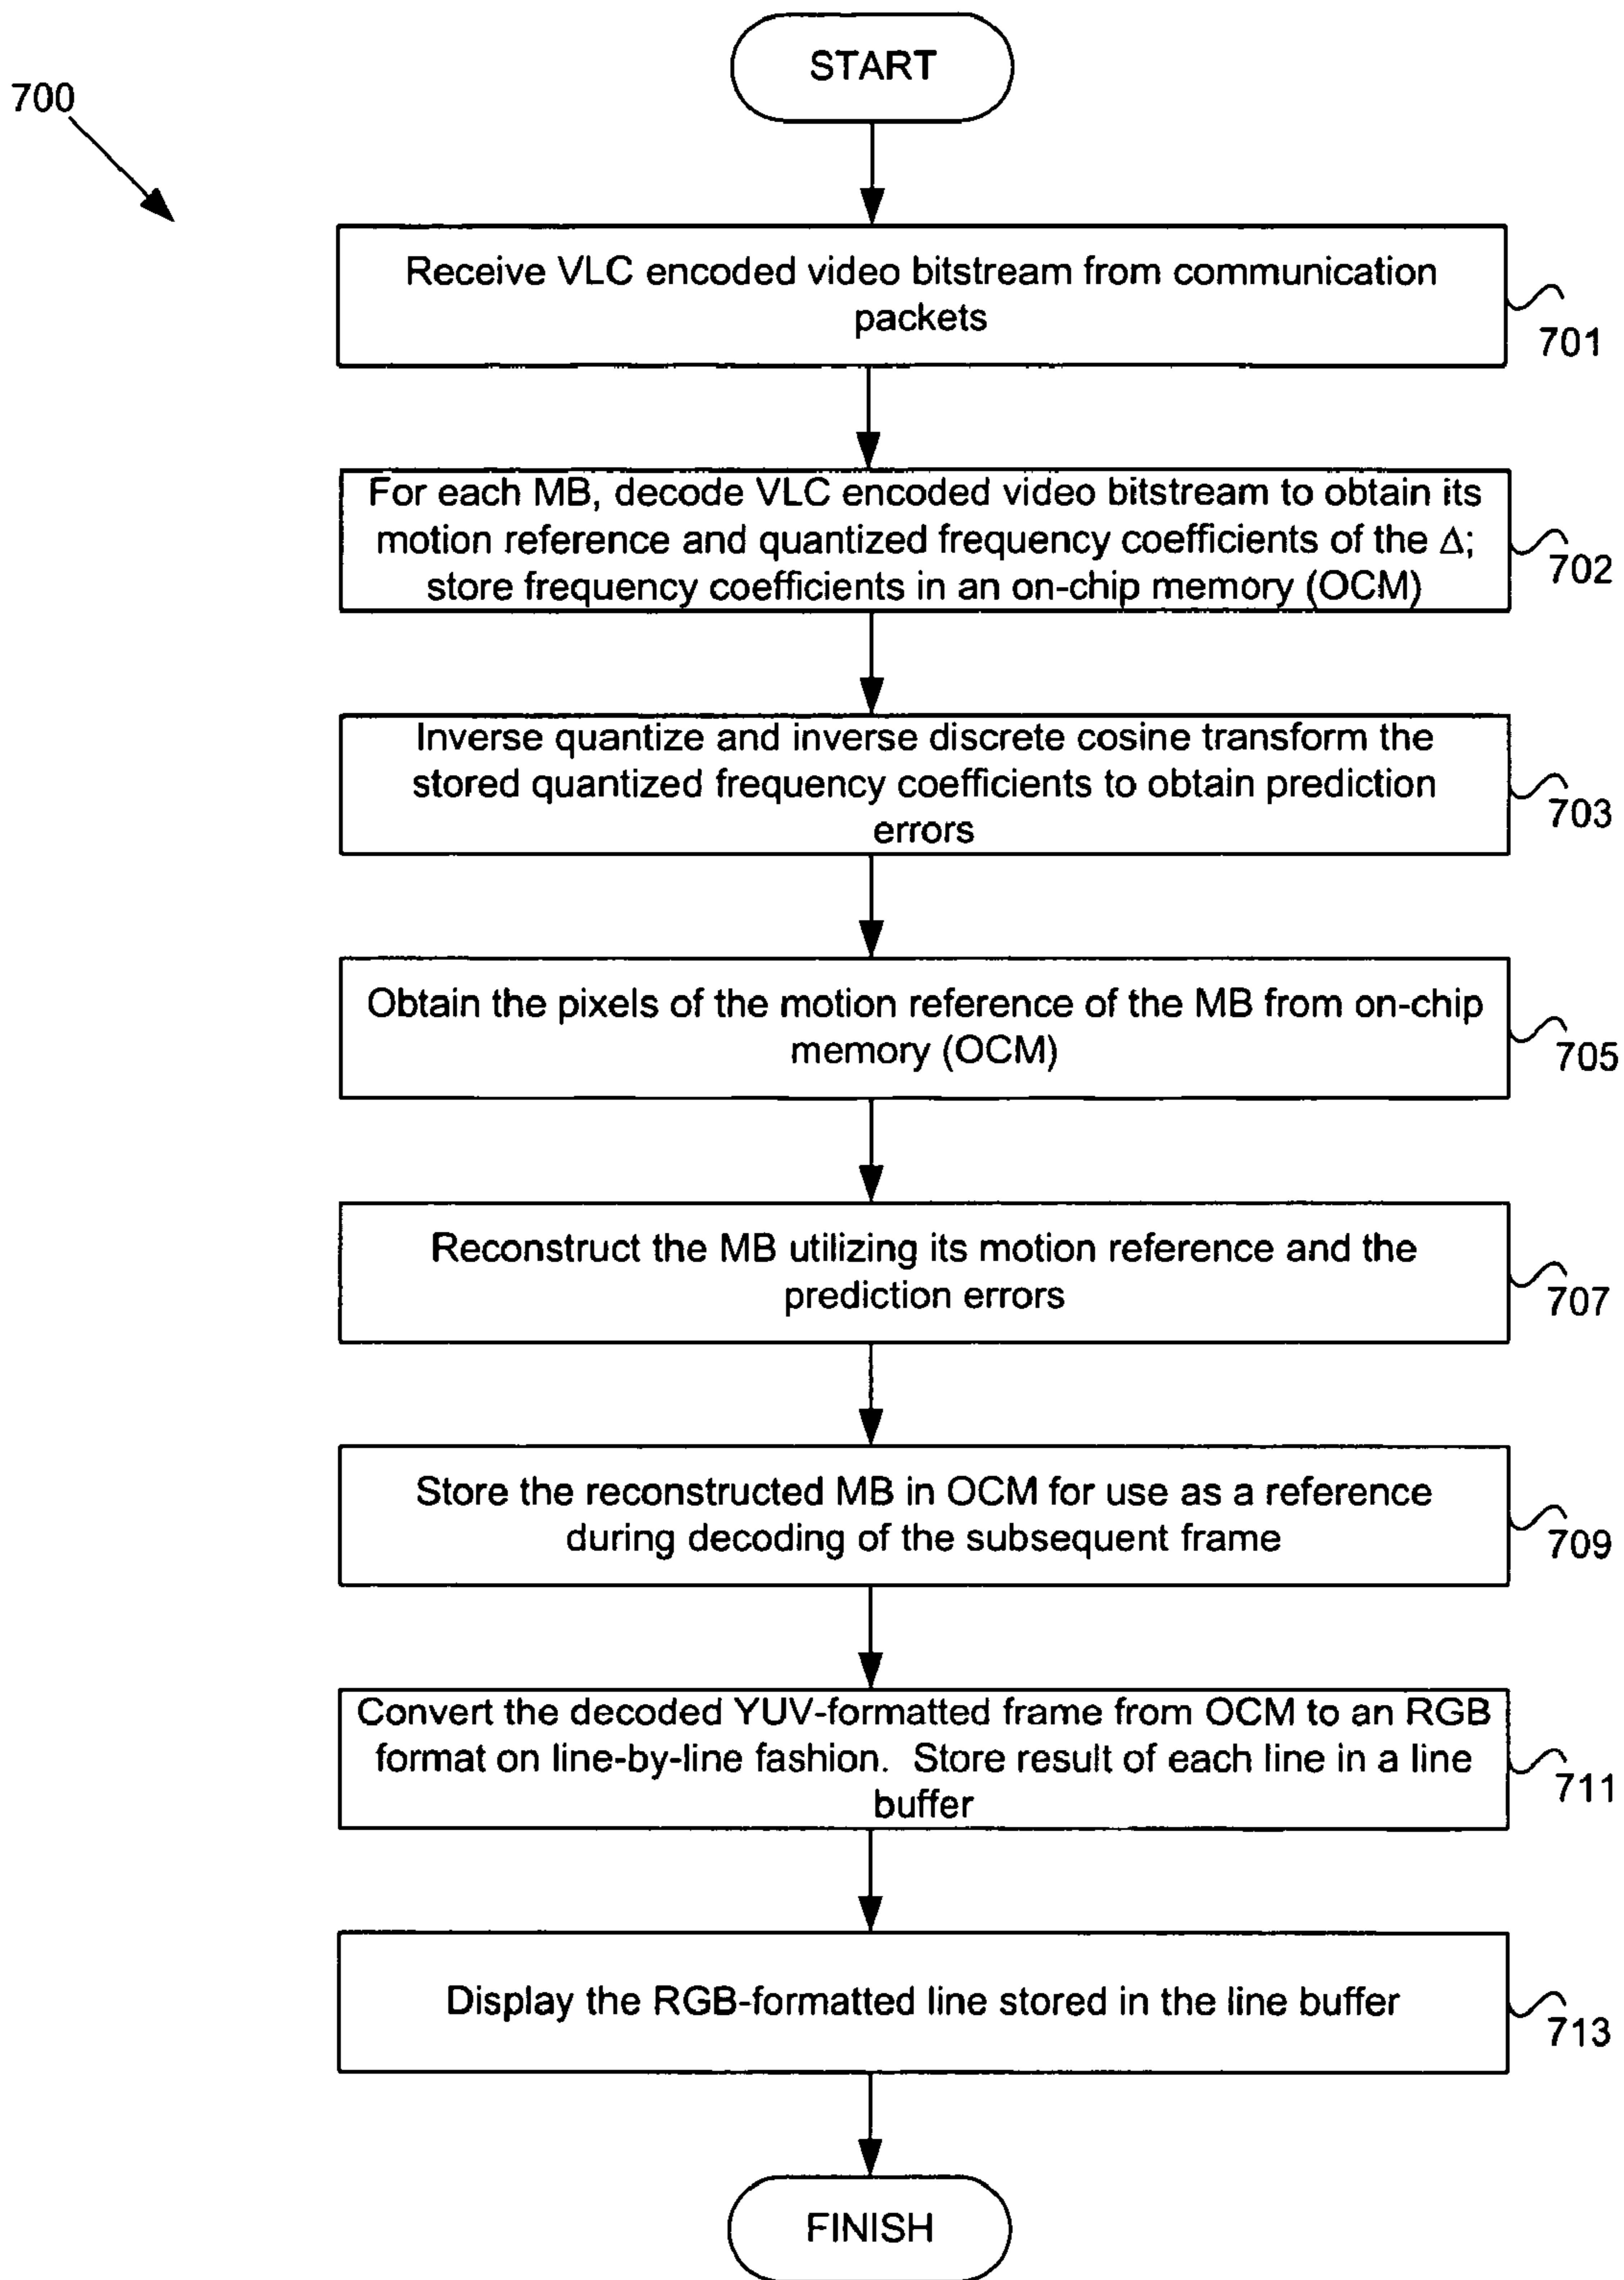 START
700
Receive VLC encoded video bitstream from communication
packets
701
For each MB, decode VLC encoded video bitstream to obtain its
motion reference and quantized frequency coefficients of the Δ;
store frequency coefficients in an on-chip memory (OCM)
702
Inverse quantize and inverse discrete cosine transform the
stored quantized frequency coefficients to obtain prediction
errors
703
Obtain the pixels of the motion reference of the MB from on-chip
memory (OCM)
705
Reconstruct the MB utilizing its motion reference and the
prediction errors
707
Store the reconstructed MB in OCM for use as a reference
during decoding of the subsequent frame
709
Convert the decoded YUV-formatted frame from OCM to an RGB
format on line-by-line fashion.  Store result of each line in a line
buffer
711
Display the RGB-formatted line stored in the line buffer
713
FINISH